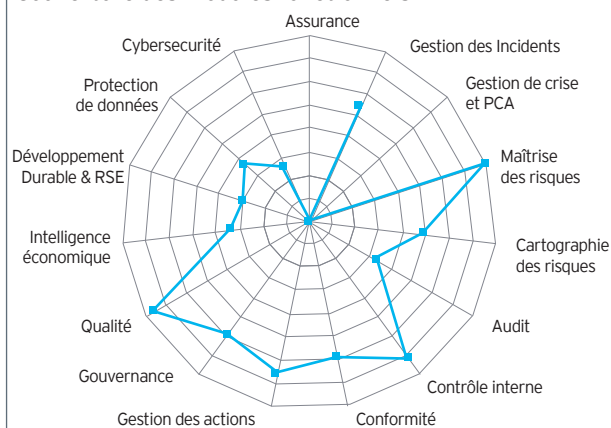 Assurance
Gestion des Incidents
Gestion de crise
et PCA
Maîtrise
des risques
Cartographie
des risques
Audit
Contrôle interne
Conformité
Gestion des actions
Gouvernance
Qualité
Intelligence
économique
Développement
Durable & RSE
Protection
de données
Cybersecurité